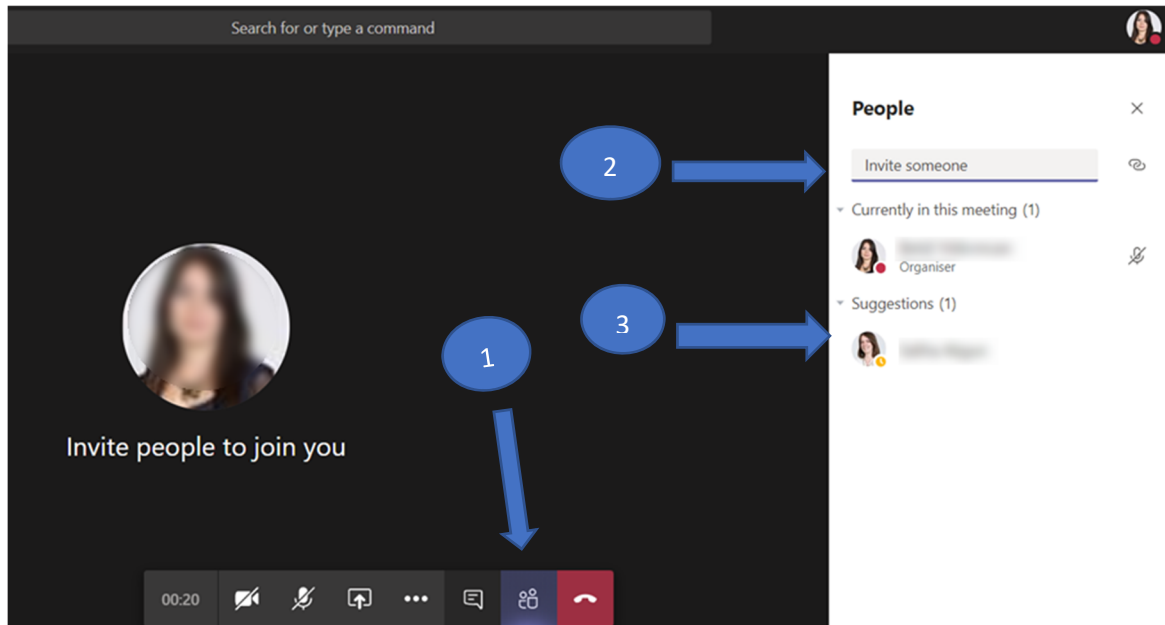 Search for or type a command
People
2
Invite someone
Currently in this meeting (1)
Organiser
3
Suggestions (1)
1
Invite people to join you
00:20